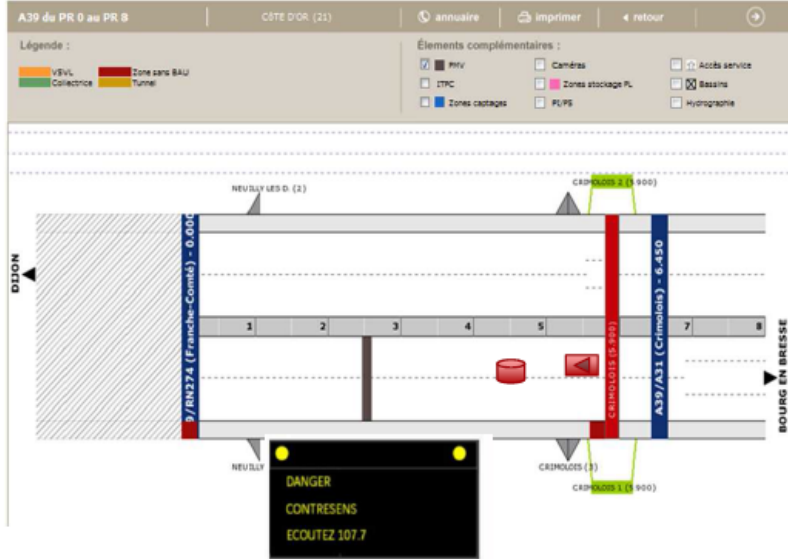 A39 du PR 0 au PR 8
CÔTE D'OR (21)
annuaire
imprimer
retour
Légende :
VSVL
Zone sans BAU
Collectrice
Tunnel
Élements complémentaires :
PMV
Caméras
Accès service
ITPC
Zones stockage PL
Bassins
Zones captages
PI/PS
Hydrographie
NEUILLY LES D. (2)
CRIMOLOIS 2 (5.900)
DIJON
9/RN274 (Franche-Comté) - 0.000
1 2 3 4 5 7 8
CRIMOLOIS (5.900)
A39/A31 (Crimolois) - 6.450
BOURG EN BRESSE
NEUILLY
CRIMOLOIS (3)
CRIMOLOIS 1 (5.900)
DANGER
CONTRESENS
ECOUTEZ 107.7